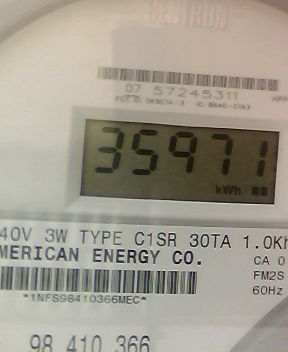 CENTRON
07 57245311
35971
kWh
40V 3W TYPE C1SR 30TA 1.0Kh
MERICAN ENERGY CO.
CA 0
FM2S
*1NFS98410366MEC*
60Hz
98 410 366